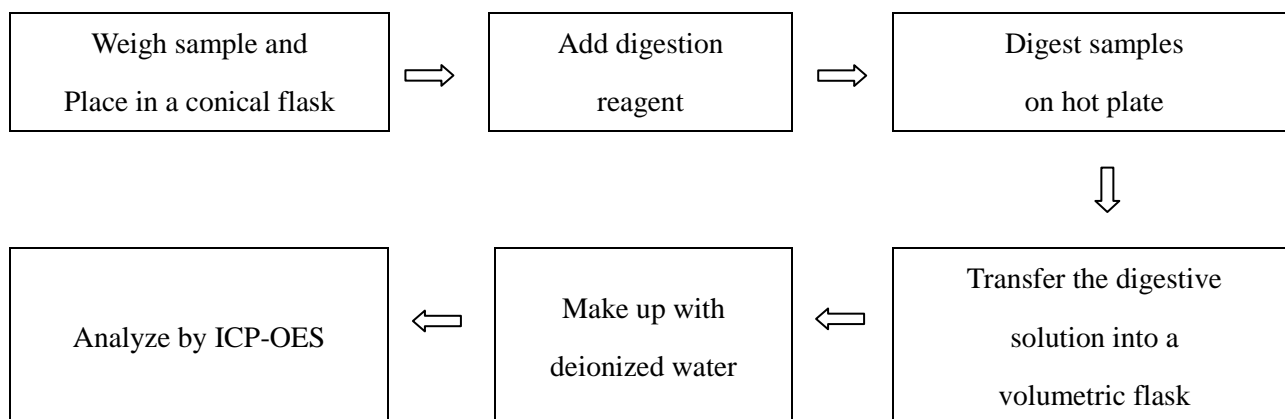 Weigh sample and
Place in a conical flask
Add digestion
reagent
Digest samples
on hot plate
Transfer the digestive
solution into a
volumetric flask
Make up with
deionized water
Analyze by ICP-OES